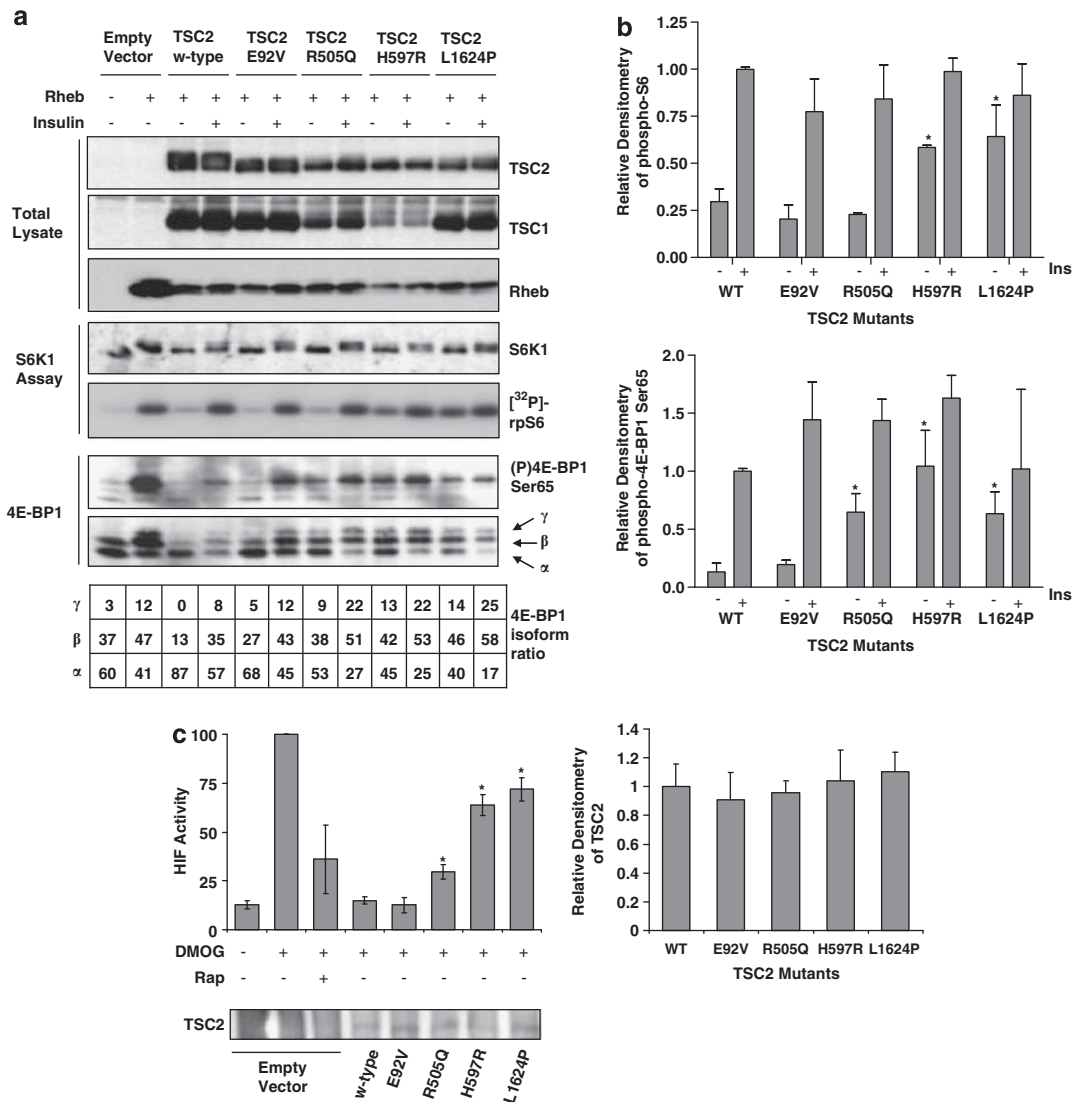 a
Empty Vector
TSC2 w-type
TSC2 E92V
TSC2 R505Q
TSC2 H597R
TSC2 L1624P
Rheb - + + + + + + + + + + +
Insulin - - - + - + - + - + - +
Total Lysate
TSC2
TSC1
Rheb
S6K1 Assay
S6K1
[32P]-rpS6
4E-BP1
(P)4E-BP1 Ser65
γ
β
α
γ 3 12 0 8 5 12 9 22 13 22 14 25
β 37 47 13 35 27 43 38 51 42 53 46 58
α 60 41 87 57 68 45 53 27 45 25 40 17
4E-BP1 isoform ratio
b
Relative Densitometry of phospho-S6
1.25
1.00
0.75
0.50
0.25
0.00
* *
- + - + - + - + - + Ins
WT E92V R505Q H597R L1624P
TSC2 Mutants
Relative Densitometry of phospho-4E-BP1 Ser65
2.0
1.5
1.0
0.5
0.0
* * *
- + - + - + - + - + Ins
WT E92V R505Q H597R L1624P
TSC2 Mutants
Relative Densitometry of TSC2
1.4
1.2
1
0.8
0.6
0.4
0.2
0
WT E92V R505Q H597R L1624P
TSC2 Mutants
c
HIF Activity
100
75
50
25
0
* * *
DMOG - + + + + + + +
Rap - - + - - - - -
TSC2
Empty Vector
w-type
E92V
R505Q
H597R
L1624P